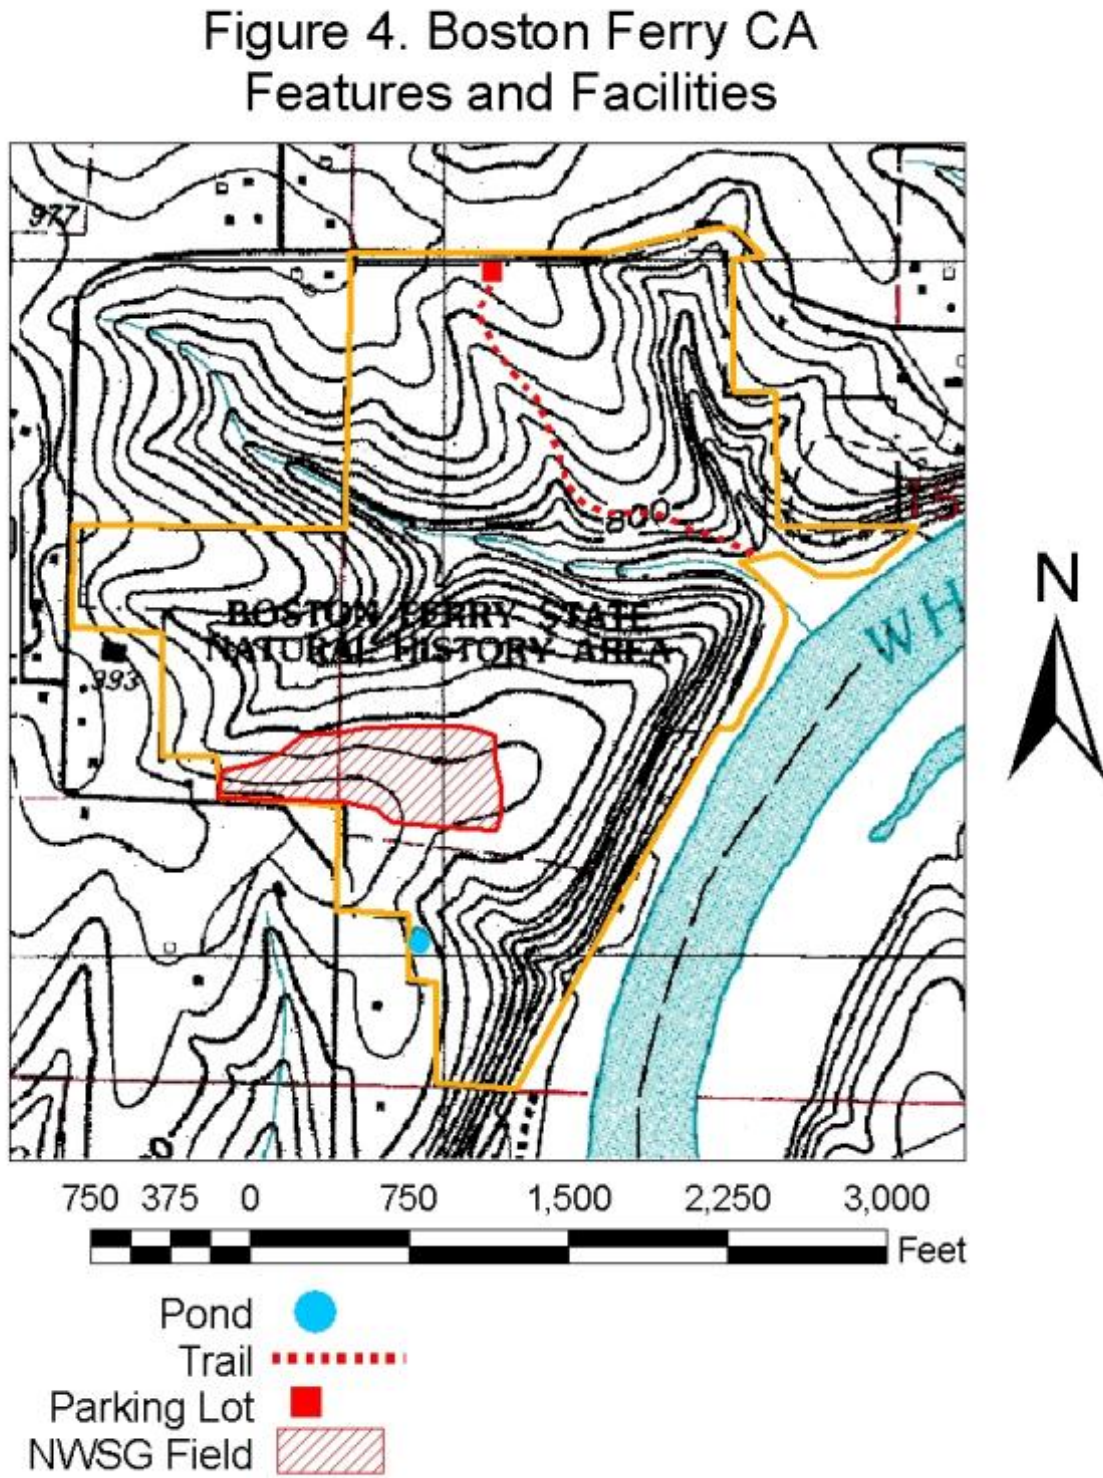 Figure 4. Boston Ferry CA
Features and Facilities
977
800
15
N
BOSTON FERRY STATE
NATURAL HISTORY AREA
WH
993
750 375 0 750 1,500 2,250 3,000
Feet
Pond
Trail
Parking Lot
NWSG Field